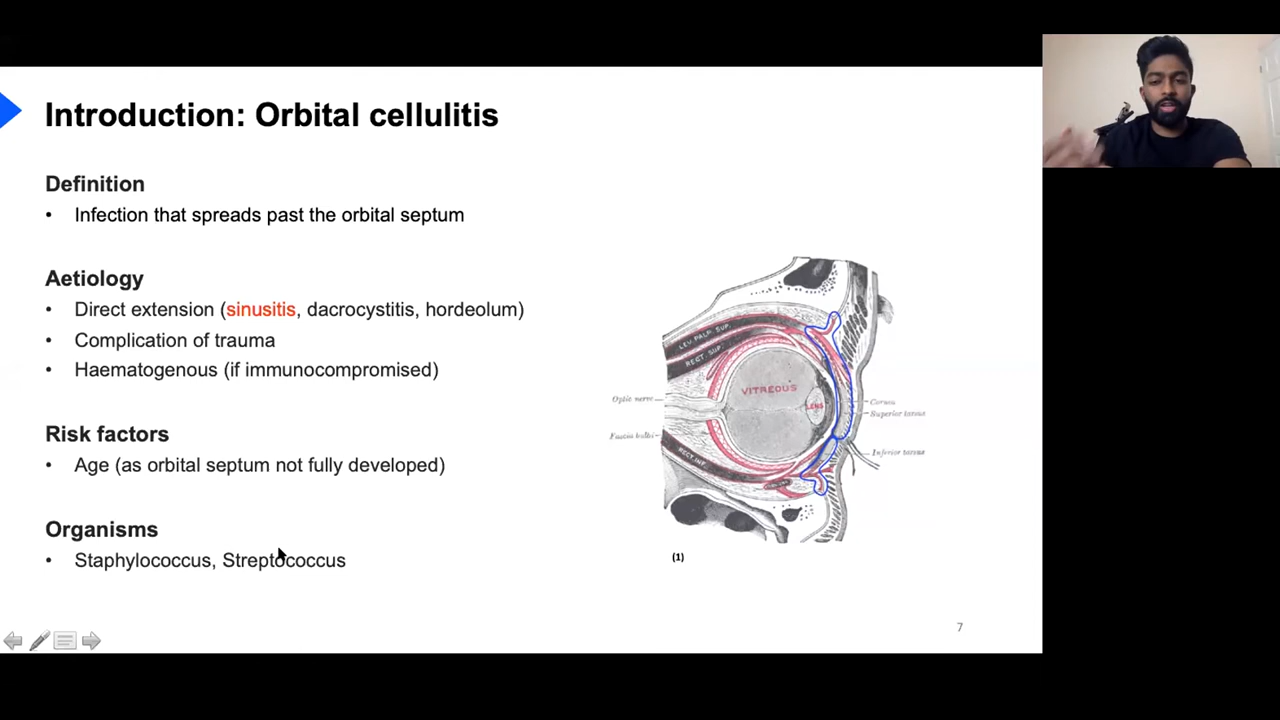 Introduction: Orbital cellulitis
Definition
• Infection that spreads past the orbital septum
Aetiology
• Direct extension (sinusitis, dacrocystitis, hordeolum)
• Complication of trauma
• Haematogenous (if immunocompromised)
Risk factors
• Age (as orbital septum not fully developed)
Organisms
• Staphylococcus, Streptococcus
LEV. PALP. SUP.
RECT. SUP.
VITREOUS
LENS
Optic nerve
Cornea
Superior tarsus
Fascia bulbi
Inferior tarsus
RECT. INF.
(1)
7